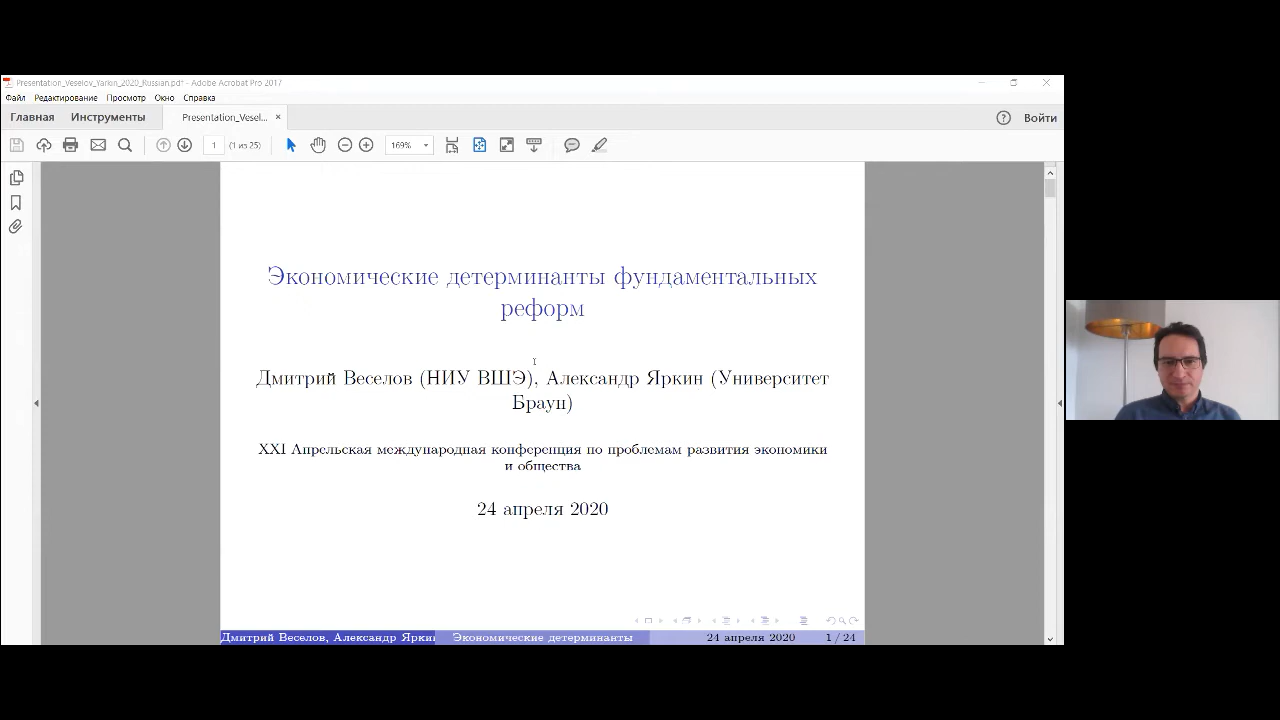 Presentation_Veselov_Yarkin_2020_Russian.pdf - Adobe Acrobat Pro 2017
Файл Редактирование Просмотр Окно Справка
Главная Инструменты Presentation_Vesel... × Войти
1 (1 из 25) 169%
Экономические детерминанты фундаментальных
реформ
Дмитрий Веселов (НИУ ВШЭ), Александр Яркин (Университет
Браун)
XXI Апрельская международная конференция по проблемам развития экономики
и общества
24 апреля 2020
Дмитрий Веселов, Александр Яркин Экономические детерминанты 24 апреля 2020 1 / 24